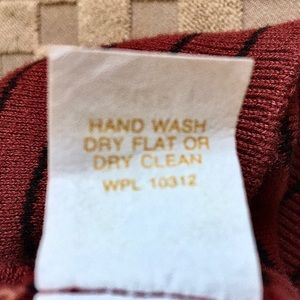 HAND WASH
DRY FLAT OR
DRY CLEAN
WPL 10312